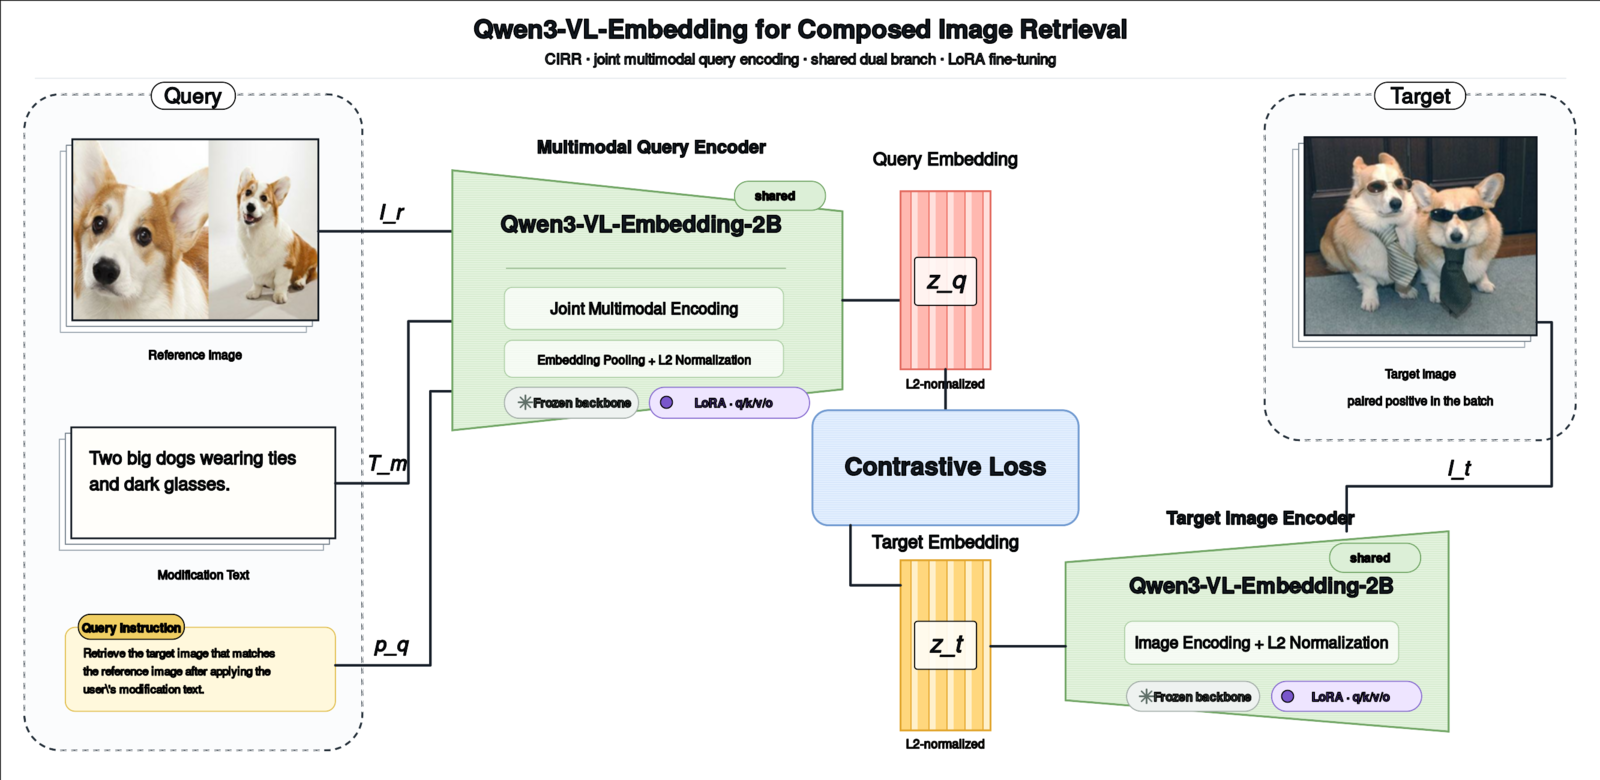 Qwen3-VL-Embedding for Composed Image Retrieval
CIRR · joint multimodal query encoding · shared dual branch · LoRA fine-tuning
Query
Reference Image
Two big dogs wearing ties
and dark glasses.
Modification Text
Query Instruction
Retrieve the target image that matches
the reference image after applying the
user\'s modification text.
I_r
T_m
p_q
Multimodal Query Encoder
shared
Qwen3-VL-Embedding-2B
Joint Multimodal Encoding
Embedding Pooling + L2 Normalization
Frozen backbone
LoRA · q/k/v/o
Query Embedding
z_q
L2-normalized
Contrastive Loss
Target Embedding
z_t
L2-normalized
Target
Target Image
paired positive in the batch
I_t
Target Image Encoder
shared
Qwen3-VL-Embedding-2B
Image Encoding + L2 Normalization
Frozen backbone
LoRA · q/k/v/o